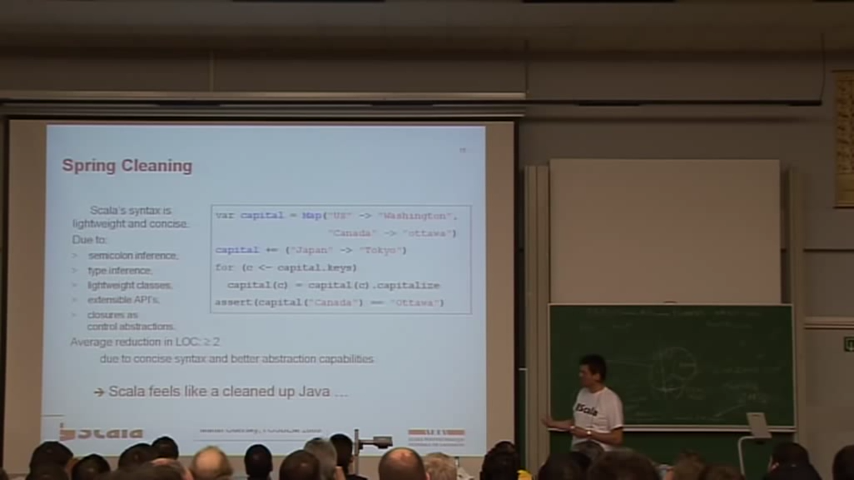 Spring Cleaning
Scala's syntax is
lightweight and concise.
Due to:
> semicolon inference,
> type inference,
> lightweight classes,
> extensible API's,
> closures as
control abstractions.
Average reduction in LOC: ≥ 2
due to concise syntax and better abstraction capabilities
→ Scala feels like a cleaned up Java ...
var capital = Map("US" -> "Washington",
"Canada" -> "ottawa")
capital += ("Japan" -> "Tokyo")
for (c <- capital.keys)
capital(c) = capital(c).capitalize
assert(capital("Canada") == "Ottawa")
Scala
Scala